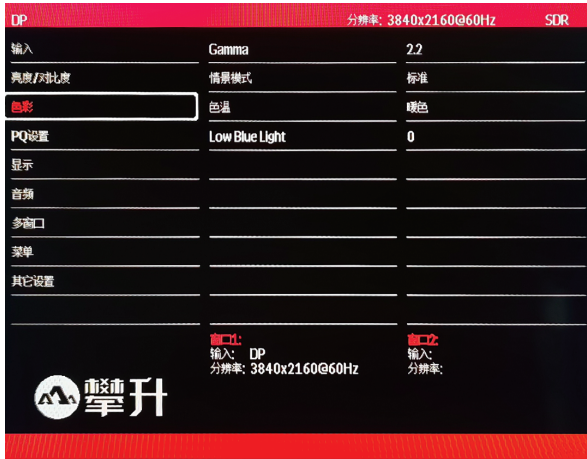 DP 分辨率: 3840x2160@60Hz SDR
输入 Gamma 2.2
亮度/对比度 情景模式 标准
色彩 色温 暖色
PQ设置 Low Blue Light 0
显示
音频
多窗口
菜单
其它设置
窗口1: 窗口2:
输入: DP 输入:
分辨率: 3840x2160@60Hz 分辨率:
攀升